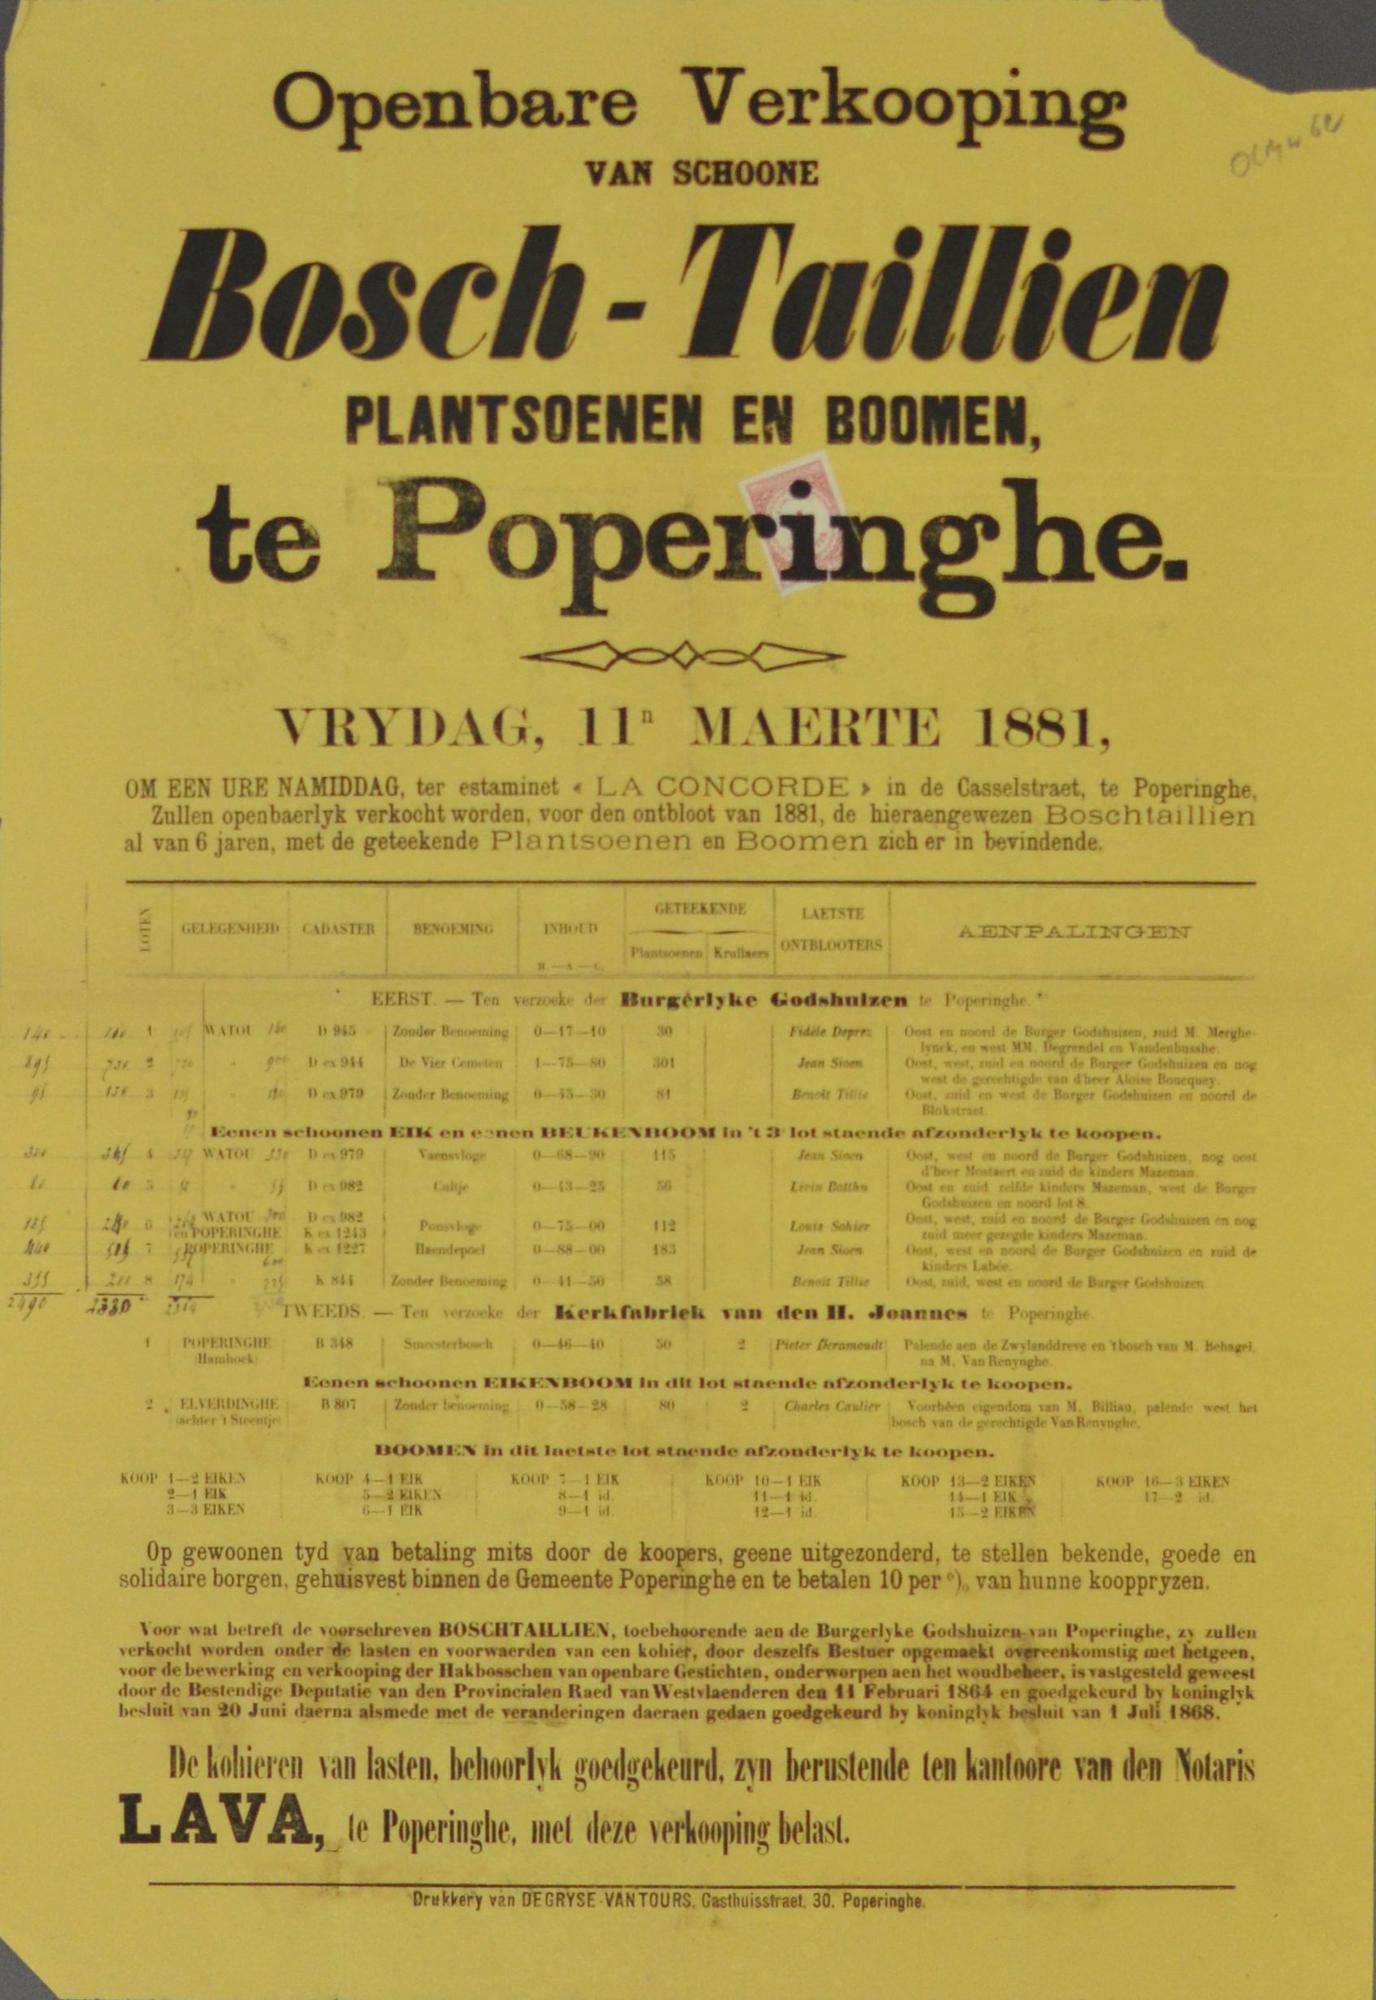 Openbare Verkooping
VAN SCHOONE
Bosch-Taillien
PLANTSOENEN EN BOOMEN,
te Poperinghe.
VRYDAG, 11n MAERTE 1881,
OM EEN URE NAMIDDAG, ter estaminet « LA CONCORDE » in de Casselstraet, te Poperinghe,
Zullen openbaerlyk verkocht worden, voor den ontbloot van 1881, de hieraengewezen Boschtaillien
al van 6 jaren, met de geteekende Plantsoenen en Boomen zich er in bevindende.
LOTEN GELEGENHEID CADASTER BENOEMING INHOUD GETEEKENDE LAETSTE ONTBLOOTERS AENPALINGEN
H.—A.—C. Plantsoenen Krullaers
EERST. — Ten verzoeke der Burgerlyke Godshuizen te Poperinghe.
1 WATOU D 945 Zonder Benoeming 0—17—10 30 Fidèle Deprez Oost en noord de Burger Godshuizen, zuid M. Merghe-
lynck, en west MM. Degrendel en Vandenbussche.
2 » D ex 944 De Vier Gemeten 1—75—80 301 Jean Sioen Oost, west, zuid en noord de Burger Godshuizen en nog
west de gerechtigde van d'heer Aloise Boucquey.
3 » D ex 979 Zonder Benoeming 81 Benoit Tillie Oost, zuid en west de Burger Godshuizen en noord de
Blokstraet.
Eenen schoonen EIK en eenen BEUKENBOOM in 't 3e lot staende afzonderlyk te koopen.
4 WATOU D ex 979 0—68—90 115 Jean Sioen Oost, west en noord de Burger Godshuizen, nog oost
d'heer Mostaert en zuid de kinders Mazeman.
5 » D ex 982 0—43—25 56 Oost en zuid zelfde kinders Mazeman, west de Burger
Godshuizen en noord lot 8.
6 WATOU D ex 982 0—75—00 112 Louis Sohier Oost, west, zuid en noord de Burger Godshuizen en nog
en POPERINGHE K ex 1243 zuid meer gezegde kinders Mazeman.
7 POPERINGHE K ex 1227 Haendepoel 0—88—00 183 Jean Sioen Oost, west en noord de Burger Godshuizen en zuid de
kinders Labée.
8 » K 844 Zonder Benoeming 0—41—50 58 Benoit Tillie Oost, zuid, west en noord de Burger Godshuizen.
2490 2330
TWEEDS. — Ten verzoeke der Kerkfabriek van den H. Joannes te Poperinghe.
1 POPERINGHE B 348 Smeesterbosch 0—46—40 50 2 Pieter Deramoudt Palende aen de Zwylanddreve en 't bosch van M. Behagel,
(Hamhoek) na M. Van Renynghe.
Eenen schoonen EIKENBOOM in dit lot staende afzonderlyk te koopen.
2 ELVERDINGHE B 807 Zonder benoeming 0—58—28 80 2 Charles Caulier Voorhéen eigendom van M. Billiau, palende west het
(achter 't Steentje) bosch van de gerechtigde Van Renynghe.
BOOMEN in dit laetste lot staende afzonderlyk te koopen.
KOOP 1—2 EIKEN KOOP 4—1 EIK KOOP 7—1 EIK KOOP 10—1 EIK KOOP 13—2 EIKEN KOOP 16—3 EIKEN
2—1 EIK 5—2 EIKEN 8—1 id. 11—1 id. 14—1 EIK 17—2 id.
3—3 EIKEN 6—1 EIK 9—1 id. 12—1 id. 15—2 EIKEN
Op gewoonen tyd van betaling mits door de koopers, geene uitgezonderd, te stellen bekende, goede en
solidaire borgen, gehuisvest binnen de Gemeente Poperinghe en te betalen 10 per %, van hunne kooppryzen.
Voor wat betreft de voorschreven BOSCHTAILLIEN, toebehoorende aen de Burgerlyke Godshuizen van Poperinghe, zy zullen
verkocht worden onder de lasten en voorwaerden van een kohier, door deszelfs Bestuer opgemaekt overeenkomstig met hetgeen,
voor de bewerking en verkooping der Hakbosschen van openbare Gestichten, onderworpen aen het woudbeheer, is vastgesteld geweest
door de Bestendige Deputatie van den Provincialen Raed van Westvlaenderen den 11 Februari 1864 en goedgekeurd by koninglyk
besluit van 20 Juni daerna alsmede met de veranderingen daeraen gedaen goedgekeurd by koninglyk besluit van 1 Juli 1868.
De kohieren van lasten, behoorlyk goedgekeurd, zyn berustende ten kantoore van den Notaris
LAVA, te Poperinghe, met deze verkooping belast.
Drukkery van DEGRYSE-VANTOURS, Gasthuisstraet, 30, Poperinghe.